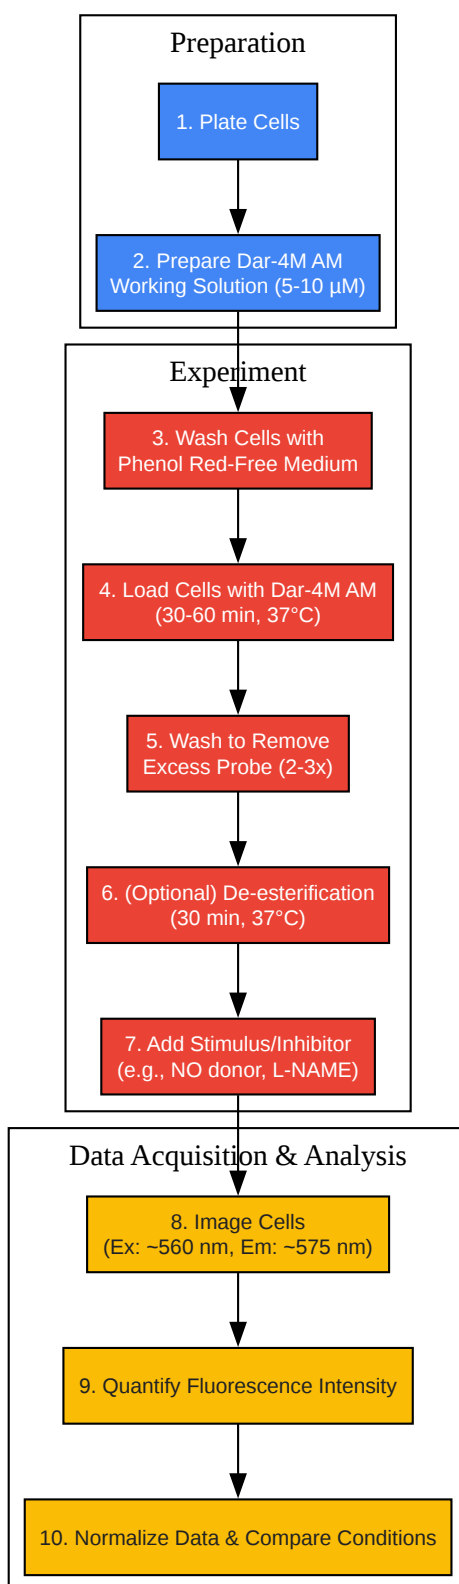 Preparation
1. Plate Cells
2. Prepare Dar-4M AM
Working Solution (5-10 µM)
Experiment
3. Wash Cells with
Phenol Red-Free Medium
4. Load Cells with Dar-4M AM
(30-60 min, 37°C)
5. Wash to Remove
Excess Probe (2-3x)
6. (Optional) De-esterification
(30 min, 37°C)
7. Add Stimulus/Inhibitor
(e.g., NO donor, L-NAME)
Data Acquisition & Analysis
8. Image Cells
(Ex: ~560 nm, Em: ~575 nm)
9. Quantify Fluorescence Intensity
10. Normalize Data & Compare Conditions